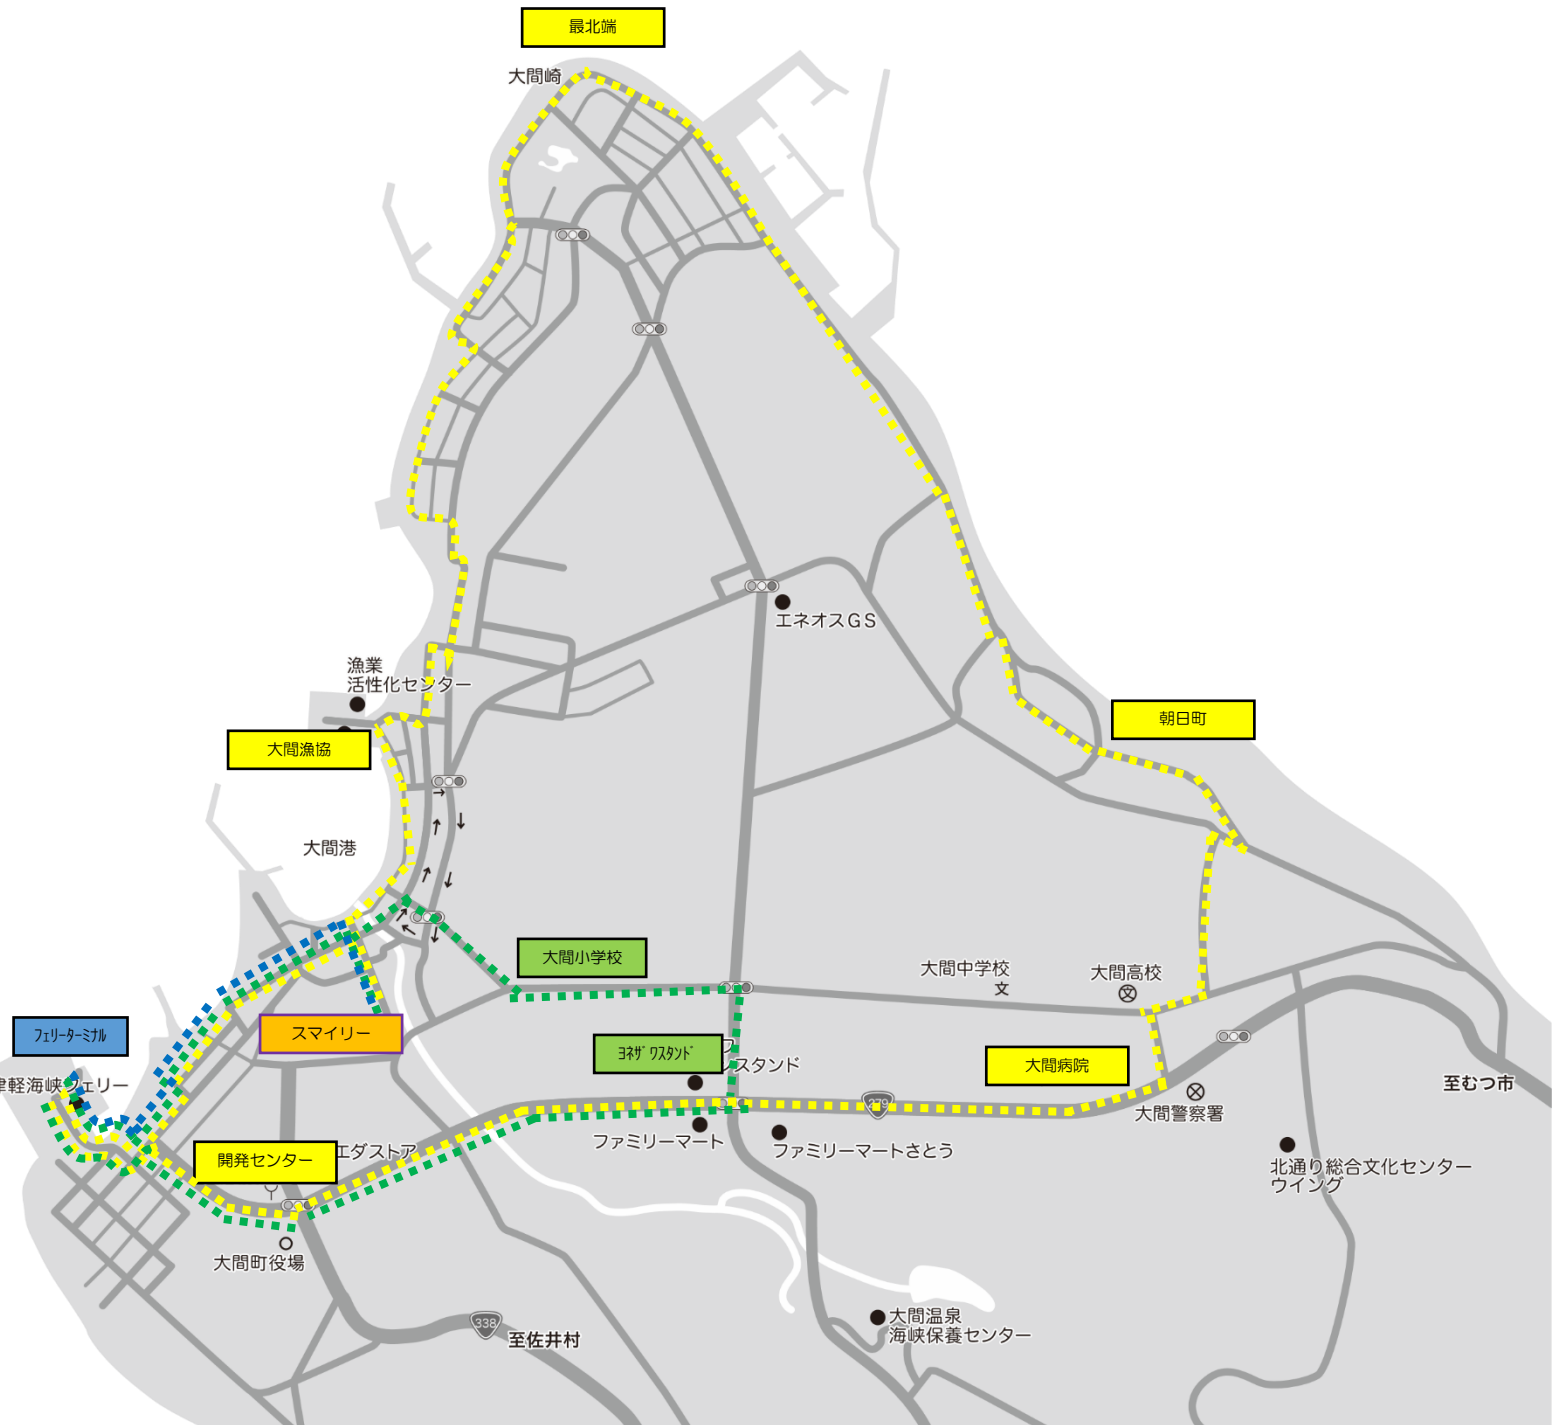 最北端
大間崎
エネオスGS
漁業
活性化センター
朝日町
大間漁協
大間港
大間小学校
大間中学校
文
大間高校
文
スマイリー
ﾌｪﾘｰﾀｰﾐﾅﾙ
ﾖﾈｻﾞﾜｽﾀﾝﾄﾞ
スタンド
大間病院
津軽海峡フェリー
279
至むつ市
大間警察署
ファミリーマート
ファミリーマートさとう
エダストア
開発センター
北通り総合文化センター
ウイング
大間町役場
338
至佐井村
大間温泉
海峡保養センター